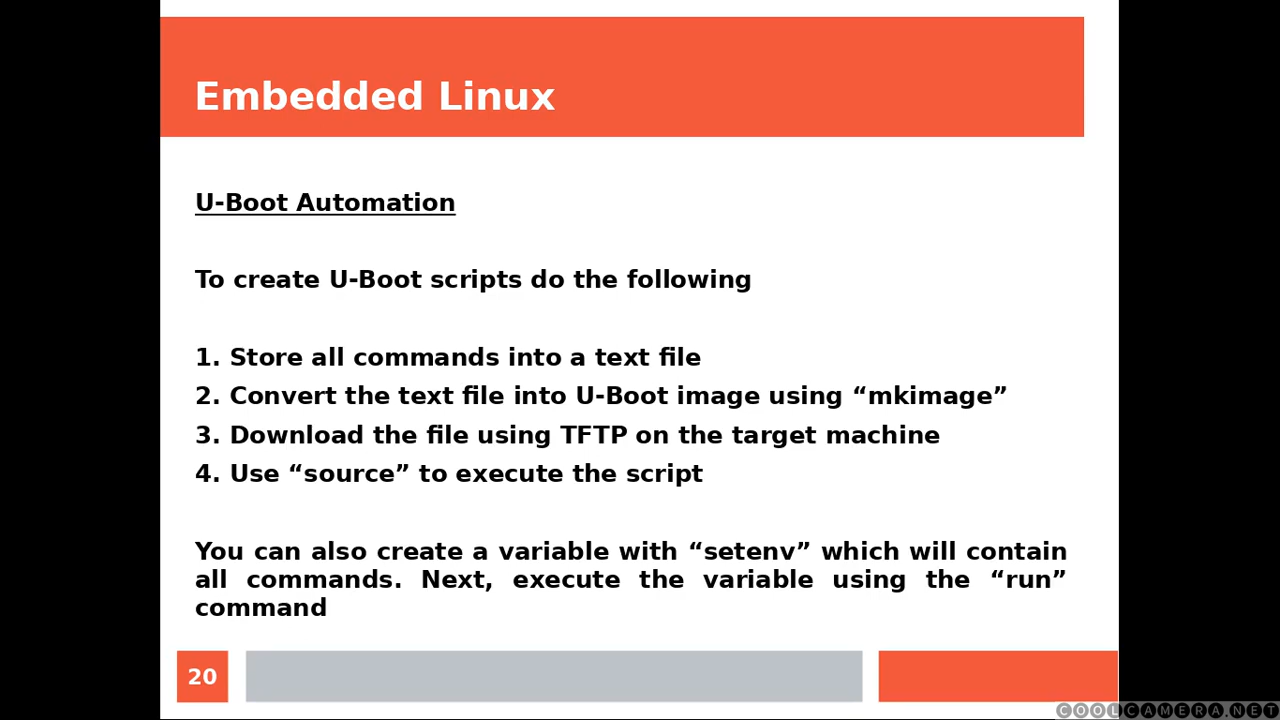 Embedded Linux
U-Boot Automation
To create U-Boot scripts do the following
1. Store all commands into a text file
2. Convert the text file into U-Boot image using “mkimage”
3. Download the file using TFTP on the target machine
4. Use “source” to execute the script
You can also create a variable with “setenv” which will contain
all commands. Next, execute the variable using the “run”
command
20
COOLCAMERA.NET